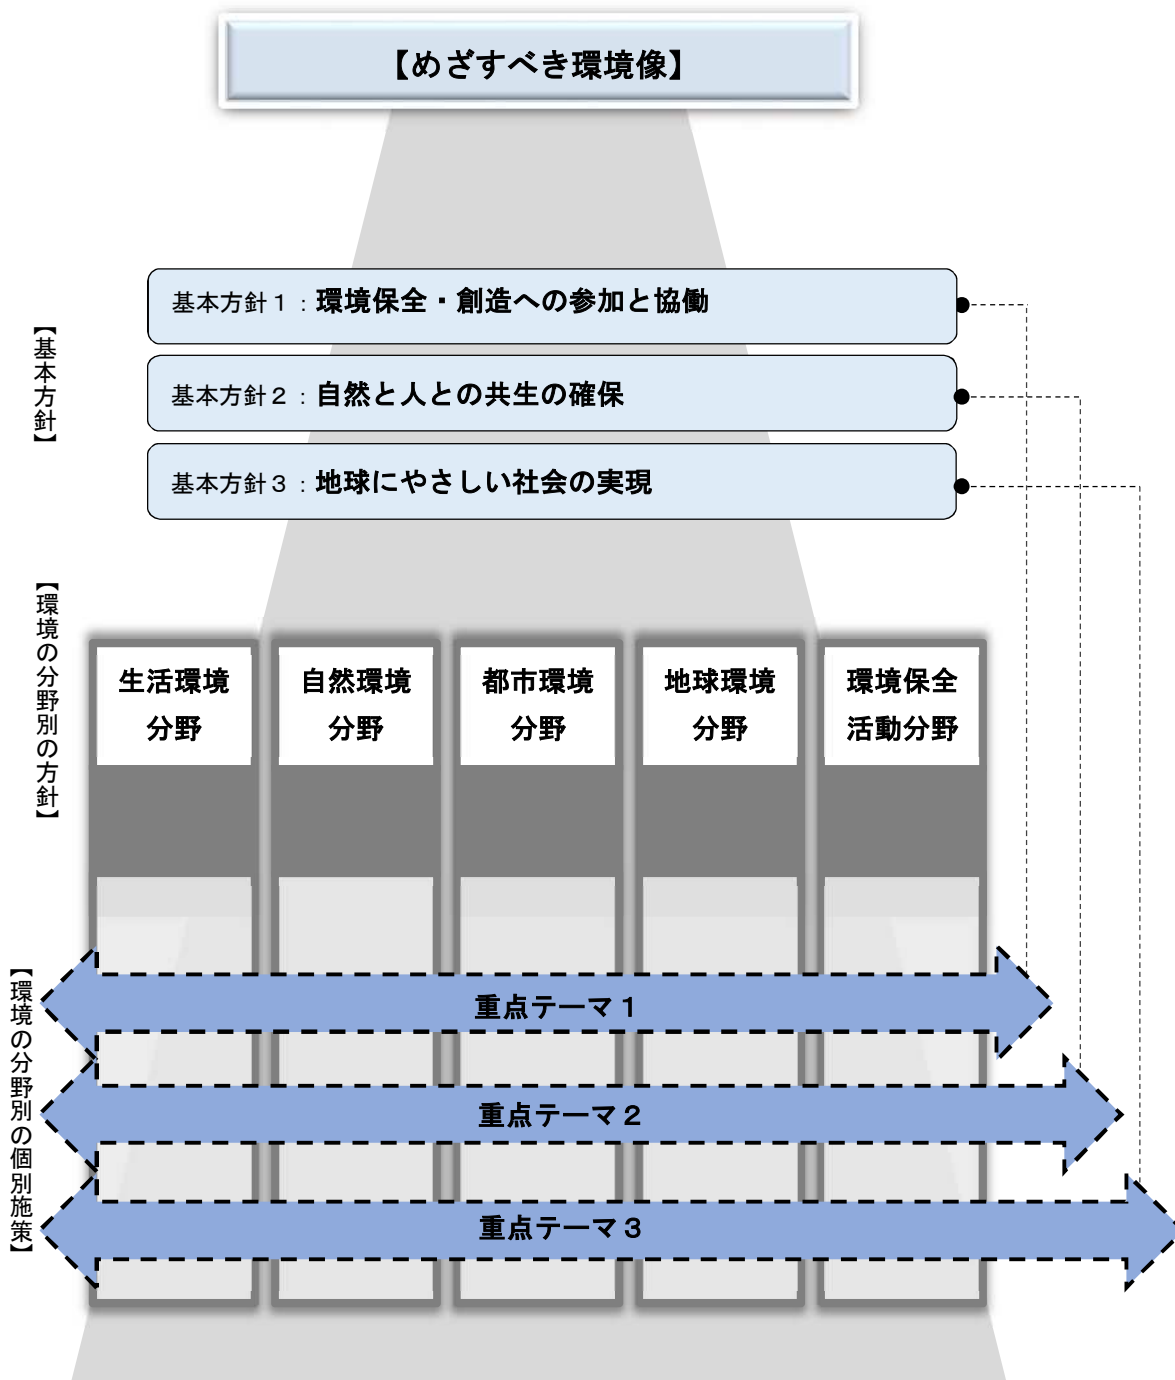 【めざすべき環境像】
【基本方針】
基本方針１：環境保全・創造への参加と協働
基本方針２：自然と人との共生の確保
基本方針３：地球にやさしい社会の実現
【環境の分野別の方針】
生活環境
分野
自然環境
分野
都市環境
分野
地球環境
分野
環境保全
活動分野
【環境の分野別の個別施策】
重点テーマ１
重点テーマ２
重点テーマ３